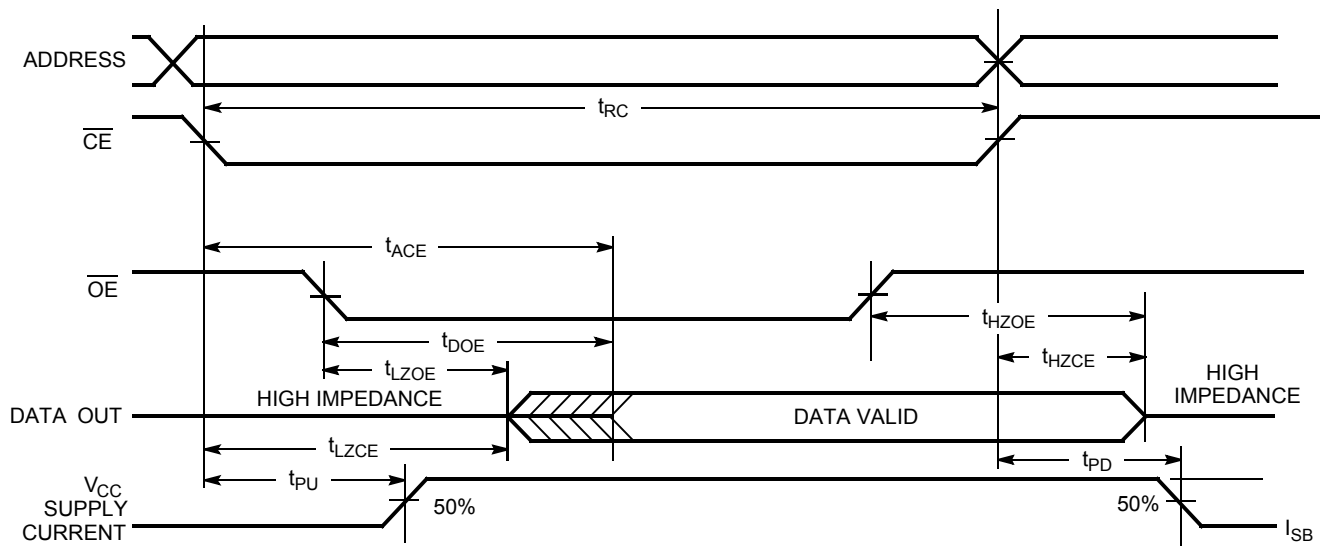 ADDRESS
tRC
CE
tACE
OE
tHZOE
tDOE
tHZCE
tLZOE
HIGH IMPEDANCE
HIGH
IMPEDANCE
DATA OUT
DATA VALID
tLZCE
tPU
tPD
VCC
SUPPLY
CURRENT
50%
50%
ISB